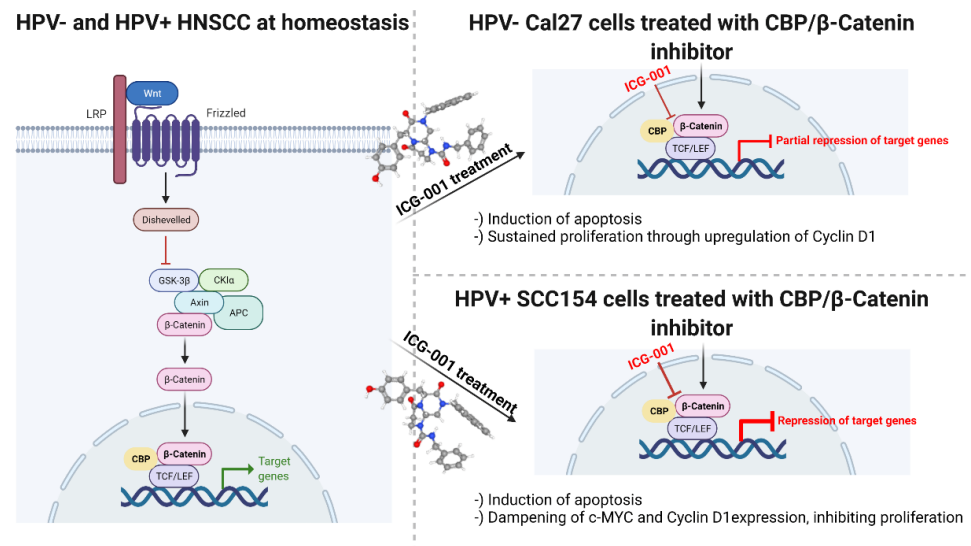 HPV- and HPV+ HNSCC at homeostasis
LRP
Wnt
Frizzled
Dishevelled
GSK-3β
CKIα
Axin
APC
β-Catenin
β-Catenin
CBP
β-Catenin
TCF/LEF
Target
genes
ICG-001 treatment
ICG-001 treatment
HPV- Cal27 cells treated with CBP/β-Catenin
inhibitor
ICG-001
CBP
β-Catenin
TCF/LEF
Partial repression of target genes
-) Induction of apoptosis
-) Sustained proliferation through upregulation of Cyclin D1
HPV+ SCC154 cells treated with CBP/β-Catenin
inhibitor
ICG-001
CBP
β-Catenin
TCF/LEF
Repression of target genes
-) Induction of apoptosis
-) Dampening of c-MYC and Cyclin D1expression, inhibiting proliferation